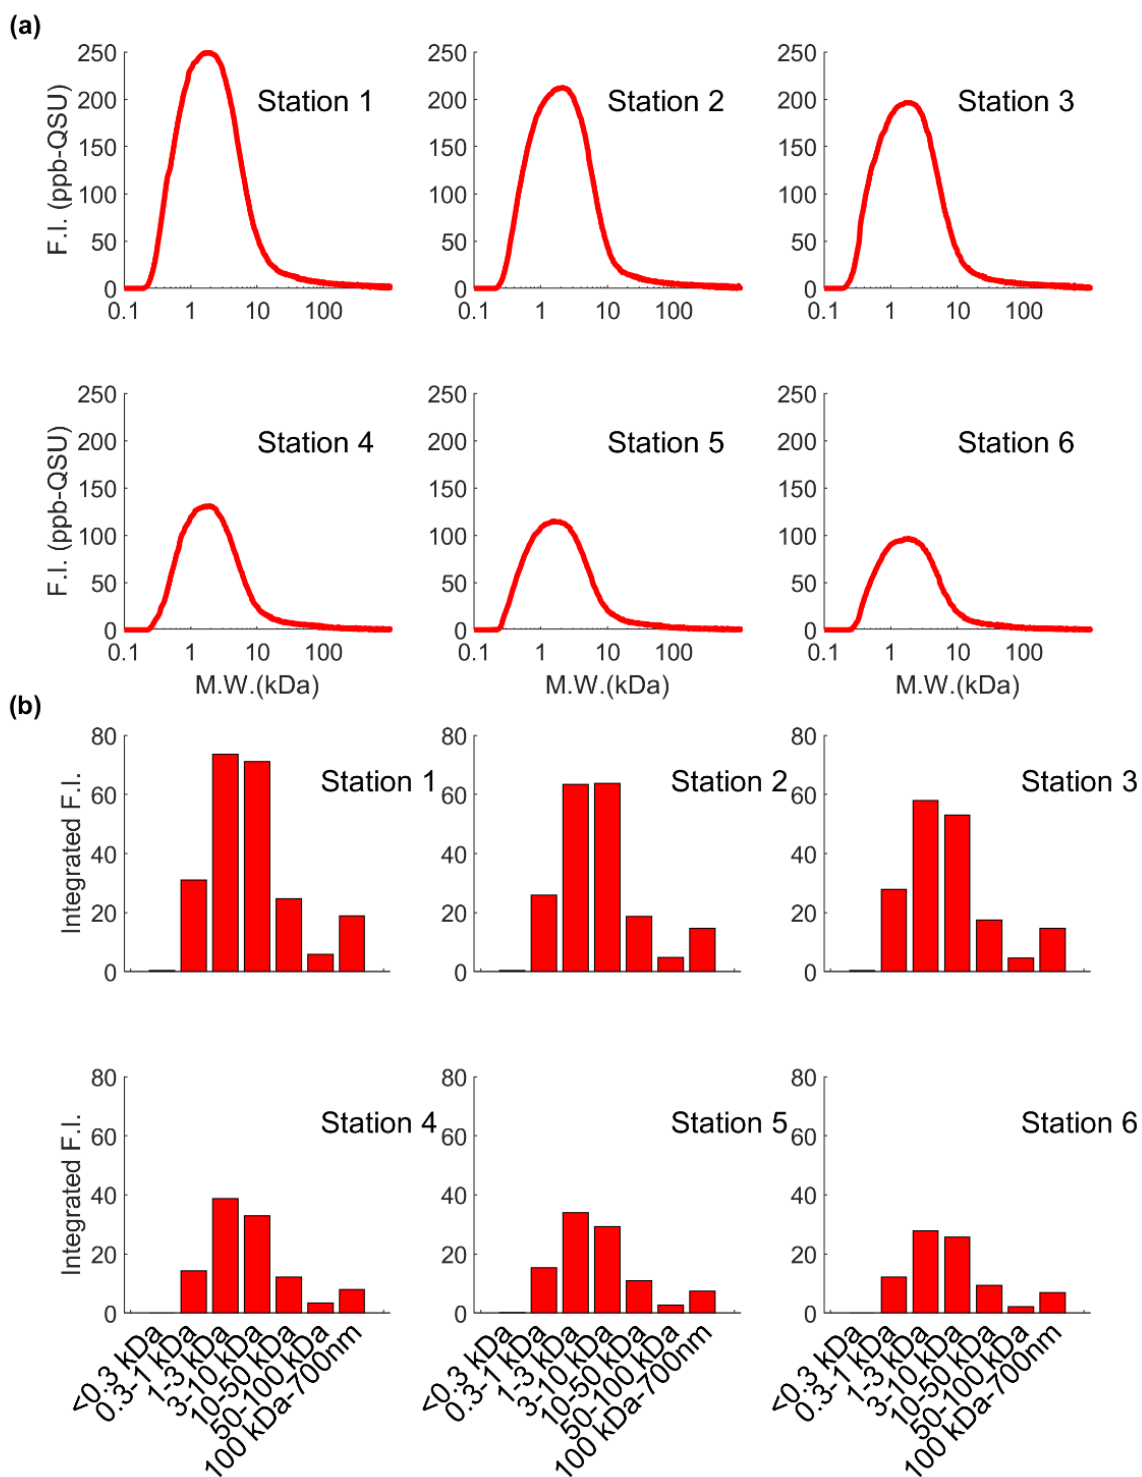 (a)
250
200
150
100
50
0
F.I. (ppb-QSU)
Station 1
0.1 1 10 100
250
200
150
100
50
0
Station 2
0.1 1 10 100
250
200
150
100
50
0
Station 3
0.1 1 10 100
250
200
150
100
50
0
F.I. (ppb-QSU)
Station 4
0.1 1 10 100
M.W.(kDa)
250
200
150
100
50
0
Station 5
0.1 1 10 100
M.W.(kDa)
250
200
150
100
50
0
Station 6
0.1 1 10 100
M.W.(kDa)
(b)
80
60
40
20
0
Integrated F.I.
Station 1
80
60
40
20
0
Station 2
80
60
40
20
0
Station 3
80
60
40
20
0
Integrated F.I.
Station 4
<0.3 kDa
0.3-1 kDa
1-3 kDa
3-10 kDa
10-50 kDa
50-100 kDa
100 kDa-700nm
80
60
40
20
0
Station 5
<0.3 kDa
0.3-1 kDa
1-3 kDa
3-10 kDa
10-50 kDa
50-100 kDa
100 kDa-700nm
80
60
40
20
0
Station 6
<0.3 kDa
0.3-1 kDa
1-3 kDa
3-10 kDa
10-50 kDa
50-100 kDa
100 kDa-700nm